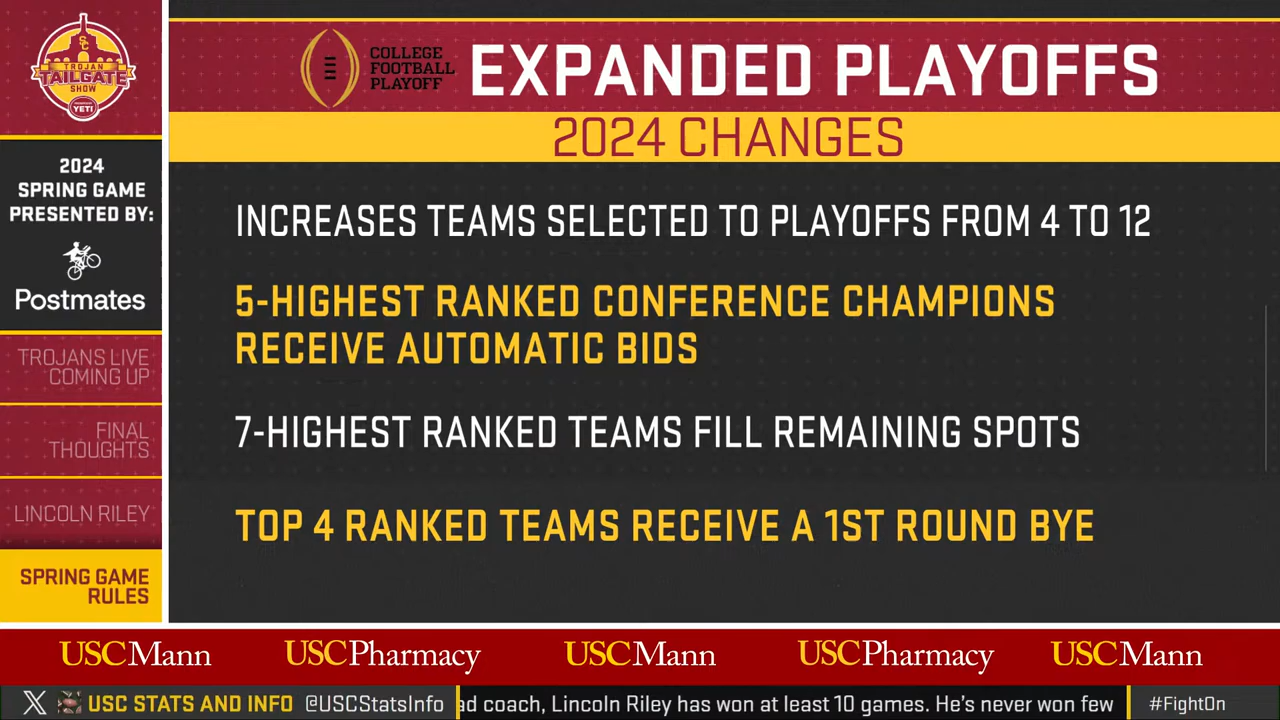 SC
TROJAN
TAILGATE
SHOW
YETI
2024
SPRING GAME
PRESENTED BY:
Postmates
TROJANS LIVE
COMING UP
FINAL
THOUGHTS
LINCOLN RILEY
SPRING GAME
RULES
COLLEGE
FOOTBALL
PLAYOFF
EXPANDED PLAYOFFS
2024 CHANGES
INCREASES TEAMS SELECTED TO PLAYOFFS FROM 4 TO 12
5-HIGHEST RANKED CONFERENCE CHAMPIONS
RECEIVE AUTOMATIC BIDS
7-HIGHEST RANKED TEAMS FILL REMAINING SPOTS
TOP 4 RANKED TEAMS RECEIVE A 1ST ROUND BYE
USCMann USCPharmacy USCMann USCPharmacy USCMann
X USC STATS AND INFO @USCStatsInfo ad coach, Lincoln Riley has won at least 10 games. He's never won few #FightOn